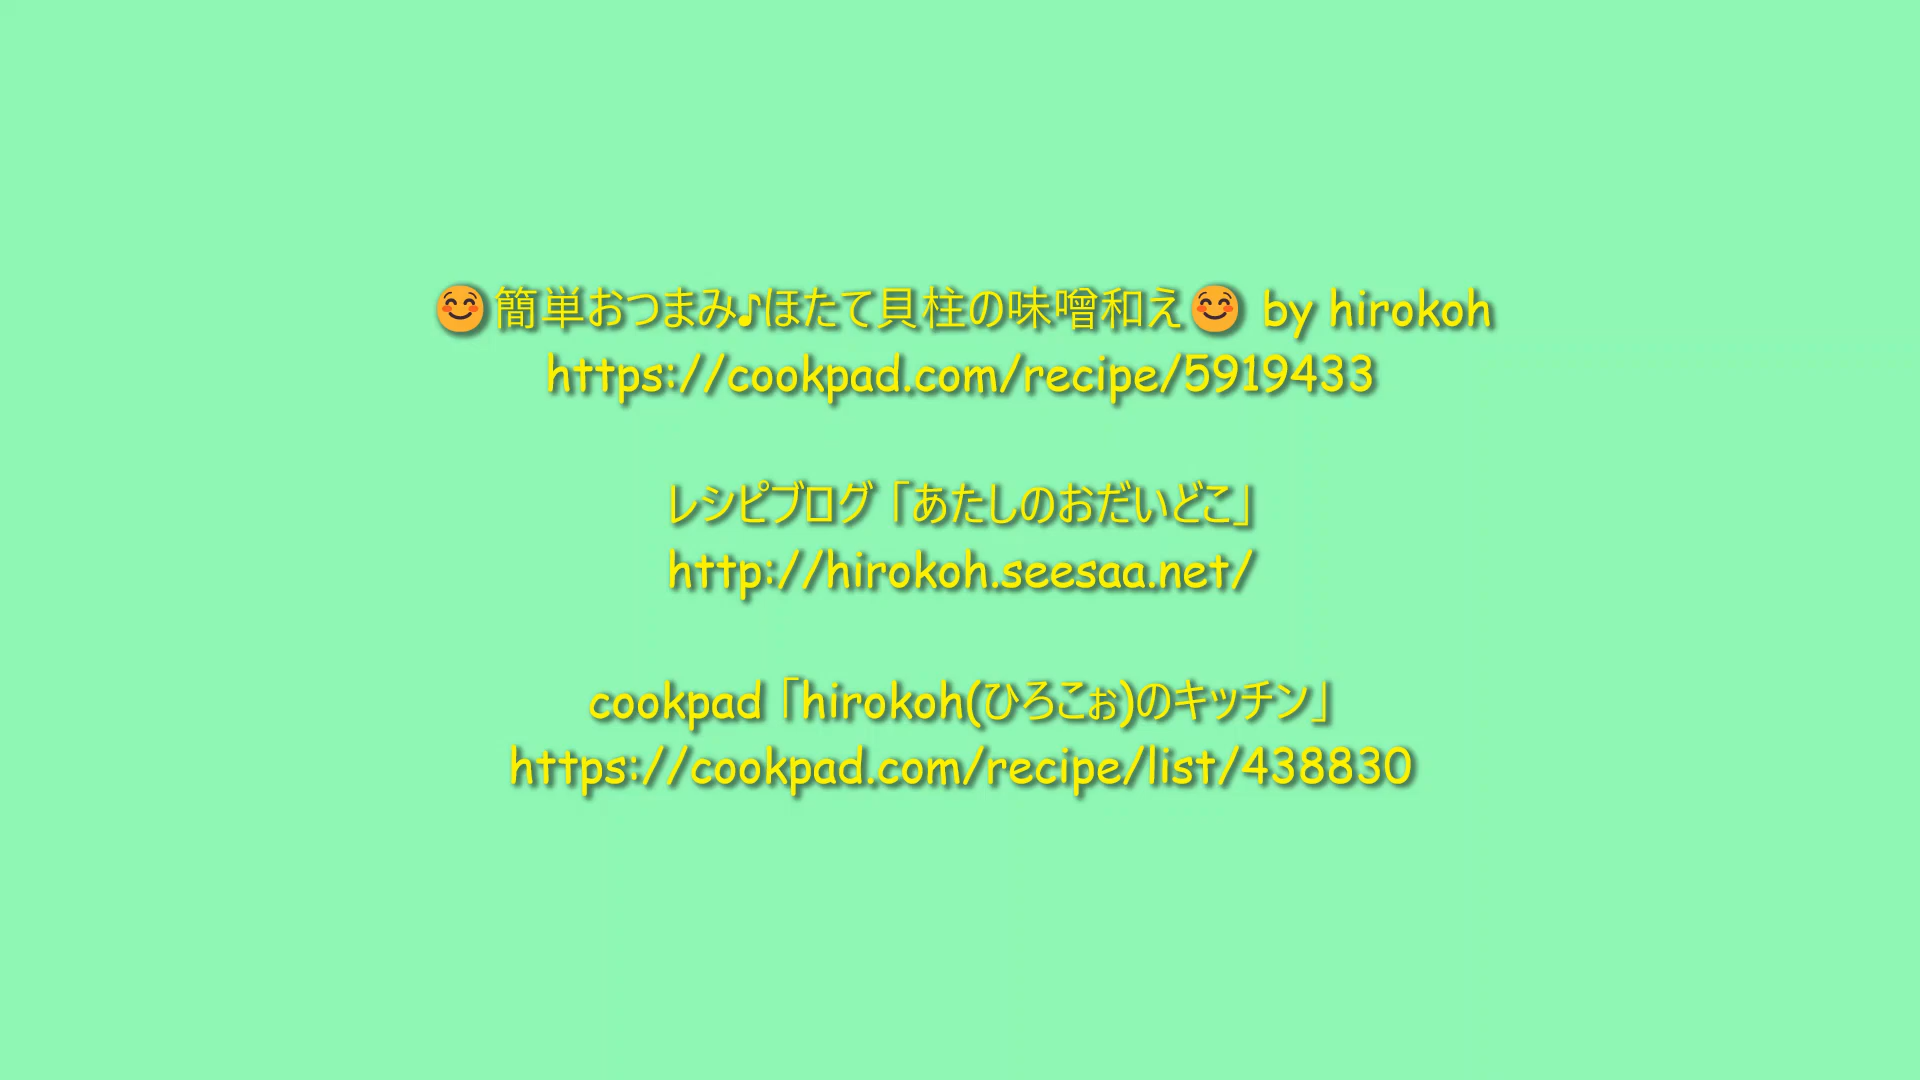 😊簡単おつまみ♪ほたて貝柱の味噌和え😊 by hirokoh
https://cookpad.com/recipe/5919433
レシピブログ「あたしのおだいどこ」
http://hirokoh.seesaa.net/
cookpad「hirokoh(ひろこぉ)のキッチン」
https://cookpad.com/recipe/list/438830